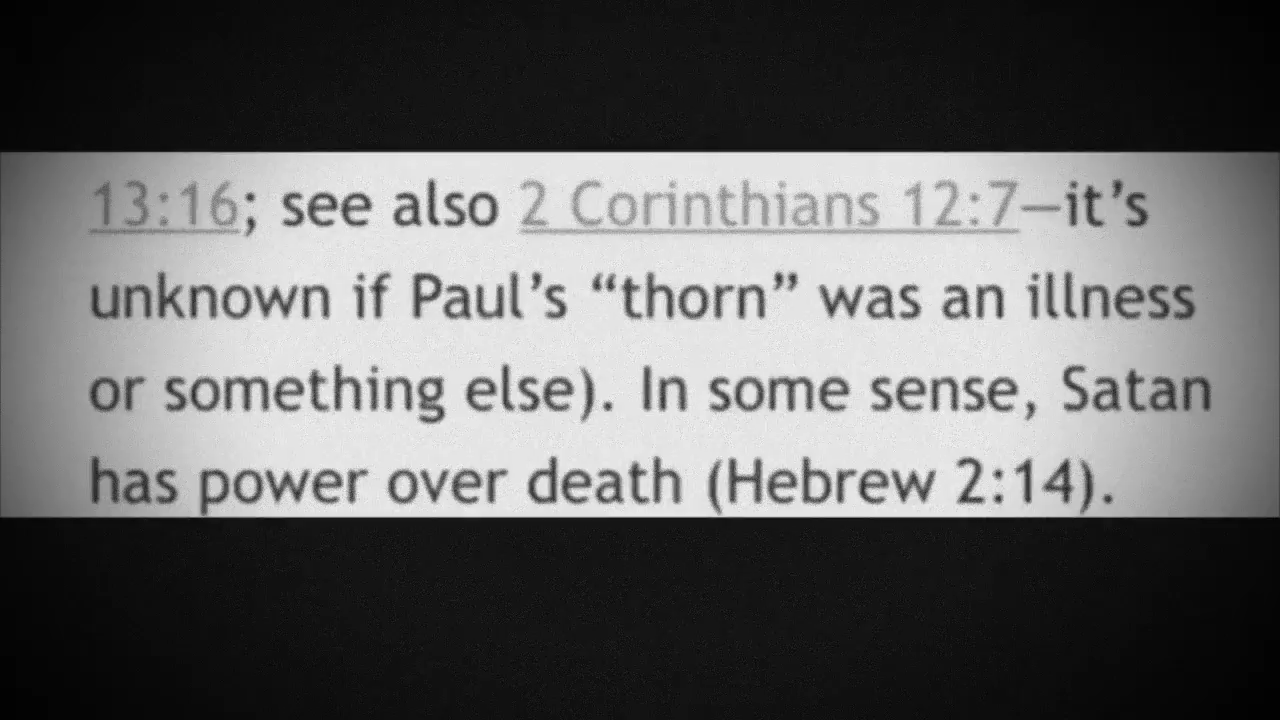 13:16; see also 2 Corinthians 12:7—it’s
unknown if Paul’s “thorn” was an illness
or something else). In some sense, Satan
has power over death (Hebrew 2:14).